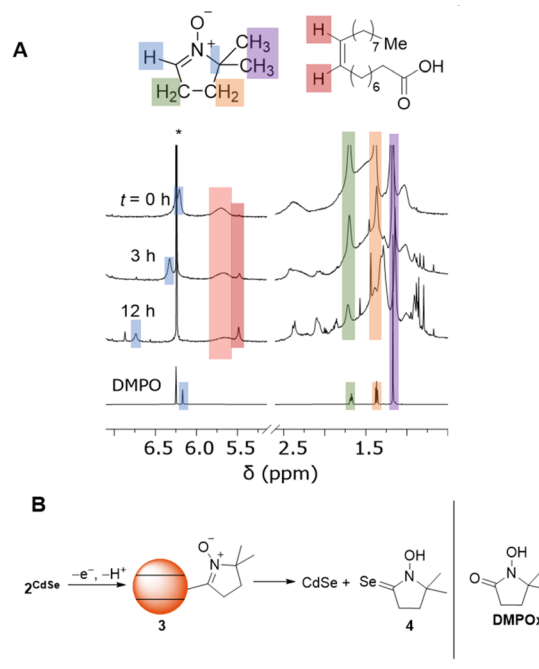 A
O⁻
H N⁺ CH₃
CH₃
H₂C CH₂
H ( )₇ Me
H ( )₆ OH
O
*
t = 0 h
3 h
12 h
DMPO
6.5 6.0 5.5 2.5 1.5
δ (ppm)
B
2^CdSe −e⁻, −H⁺ 3 O⁻ N⁺ CdSe + Se N OH 4 O N OH DMPOx